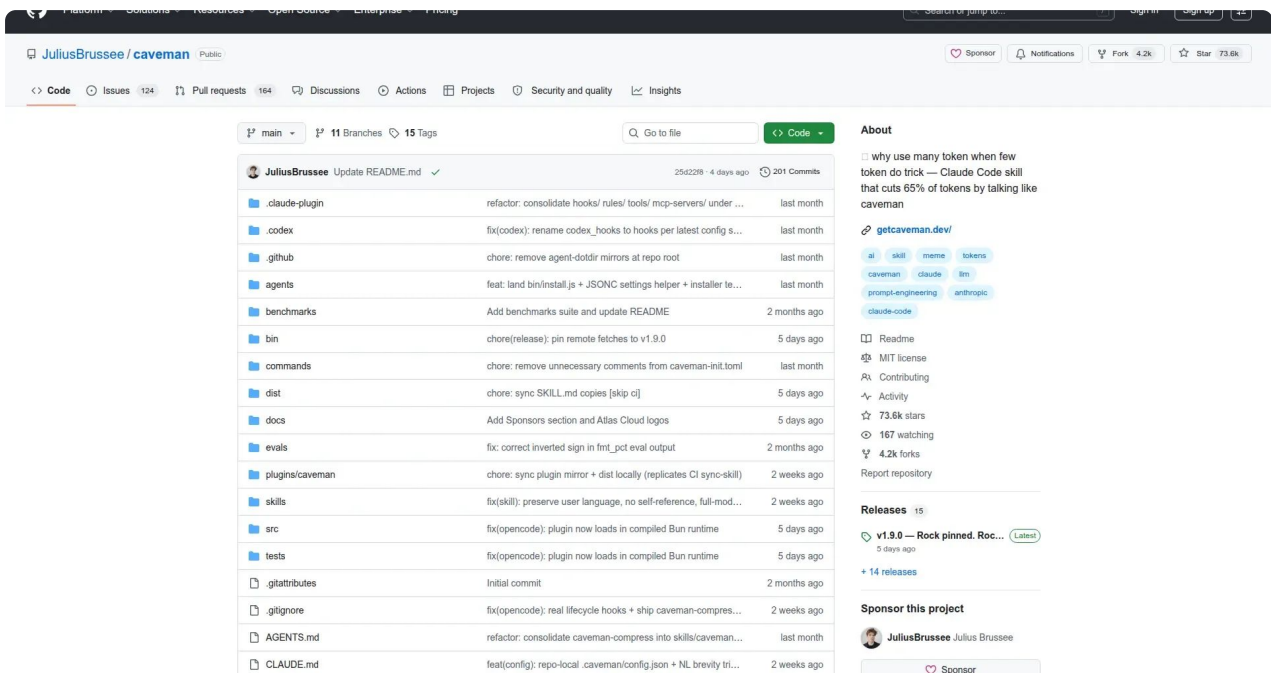 Platform Solutions Resources Open Source Enterprise Pricing
Search or jump to... Sign in Sign up
JuliusBrussee / caveman Public
Sponsor Notifications Fork 4.2k Star 73.6k
Code Issues 124 Pull requests 164 Discussions Actions Projects Security and quality Insights
main 11 Branches 15 Tags Go to file Code
JuliusBrussee Update README.md 25d22f8 · 4 days ago 201 Commits
.claude-plugin refactor: consolidate hooks/ rules/ tools/ mcp-servers/ under ... last month
.codex fix(codex): rename codex_hooks to hooks per latest config s... last month
.github chore: remove agent-dotdir mirrors at repo root last month
agents feat: land bin/install.js + JSONC settings helper + installer te... last month
benchmarks Add benchmarks suite and update README 2 months ago
bin chore(release): pin remote fetches to v1.9.0 5 days ago
commands chore: remove unnecessary comments from caveman-init.toml last month
dist chore: sync SKILL.md copies [skip ci] 5 days ago
docs Add Sponsors section and Atlas Cloud logos 5 days ago
evals fix: correct inverted sign in fmt_pct eval output 2 months ago
plugins/caveman chore: sync plugin mirror + dist locally (replicates CI sync-skill) 2 weeks ago
skills fix(skill): preserve user language, no self-reference, full-mod... 2 weeks ago
src fix(opencode): plugin now loads in compiled Bun runtime 5 days ago
tests fix(opencode): plugin now loads in compiled Bun runtime 5 days ago
.gitattributes Initial commit 2 months ago
.gitignore fix(opencode): real lifecycle hooks + ship caveman-compres... 2 weeks ago
AGENTS.md refactor: consolidate caveman-compress into skills/caveman... last month
CLAUDE.md feat(config): repo-local .caveman/config.json + NL brevity tri... 2 weeks ago
About
why use many token when few
token do trick — Claude Code skill
that cuts 65% of tokens by talking like
caveman
getcaveman.dev/
ai skill meme tokens
caveman claude llm
prompt-engineering anthropic
claude-code
Readme
MIT license
Contributing
Activity
73.6k stars
167 watching
4.2k forks
Report repository
Releases 15
v1.9.0 — Rock pinned. Roc... Latest
5 days ago
+ 14 releases
Sponsor this project
JuliusBrussee Julius Brussee
Sponsor